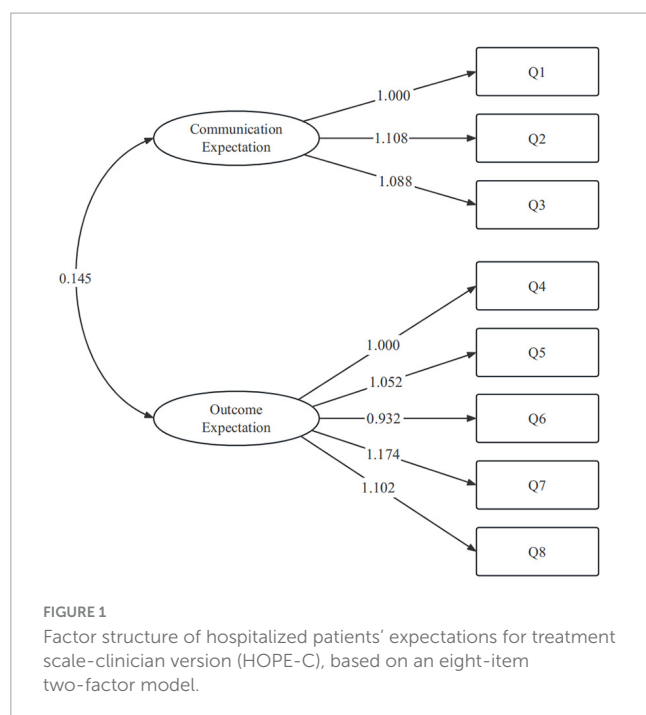 Q1
1.000
Communication
Expectation
1.108
Q2
1.088
Q3
0.145
Q4
1.000
Q5
1.052
Outcome
Expectation
0.932
Q6
1.174
Q7
1.102
Q8
FIGURE 1
Factor structure of hospitalized patients' expectations for treatment
scale-clinician version (HOPE-C), based on an eight-item
two-factor model.